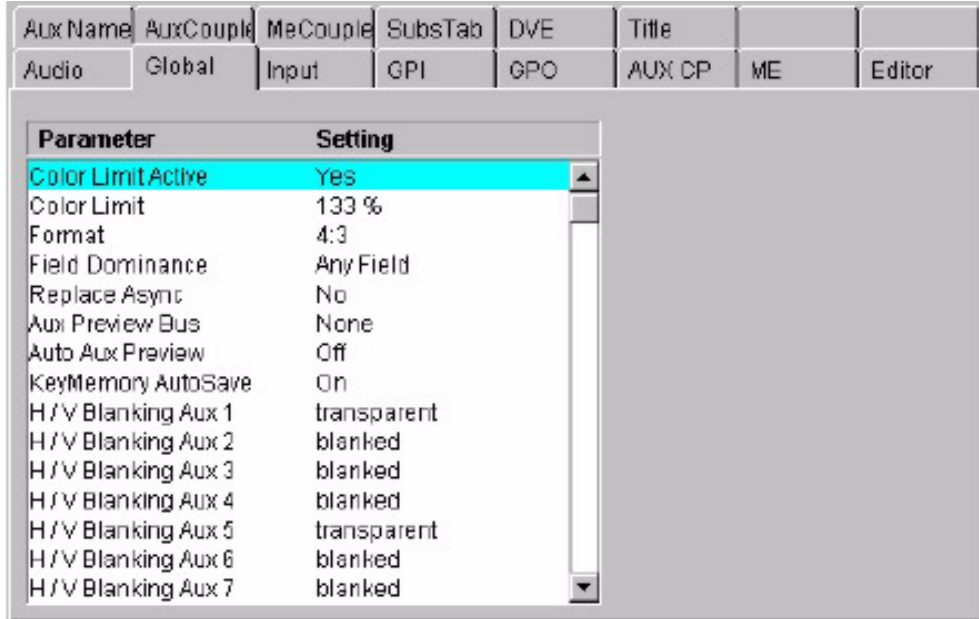 Aux Name AuxCouple MeCouple SubsTab DVE Title
Audio Global Input GPI GPO AUX CP ME Editor
Parameter Setting
Color Limit Active Yes
Color Limit 133 %
Format 4:3
Field Dominance Any Field
Replace Async No
Aux Preview Bus None
Auto Aux Preview Off
KeyMemory AutoSave On
H / V Blanking Aux 1 transparent
H / V Blanking Aux 2 blanked
H / V Blanking Aux 3 blanked
H / V Blanking Aux 4 blanked
H / V Blanking Aux 5 transparent
H / V Blanking Aux 6 blanked
H / V Blanking Aux 7 blanked